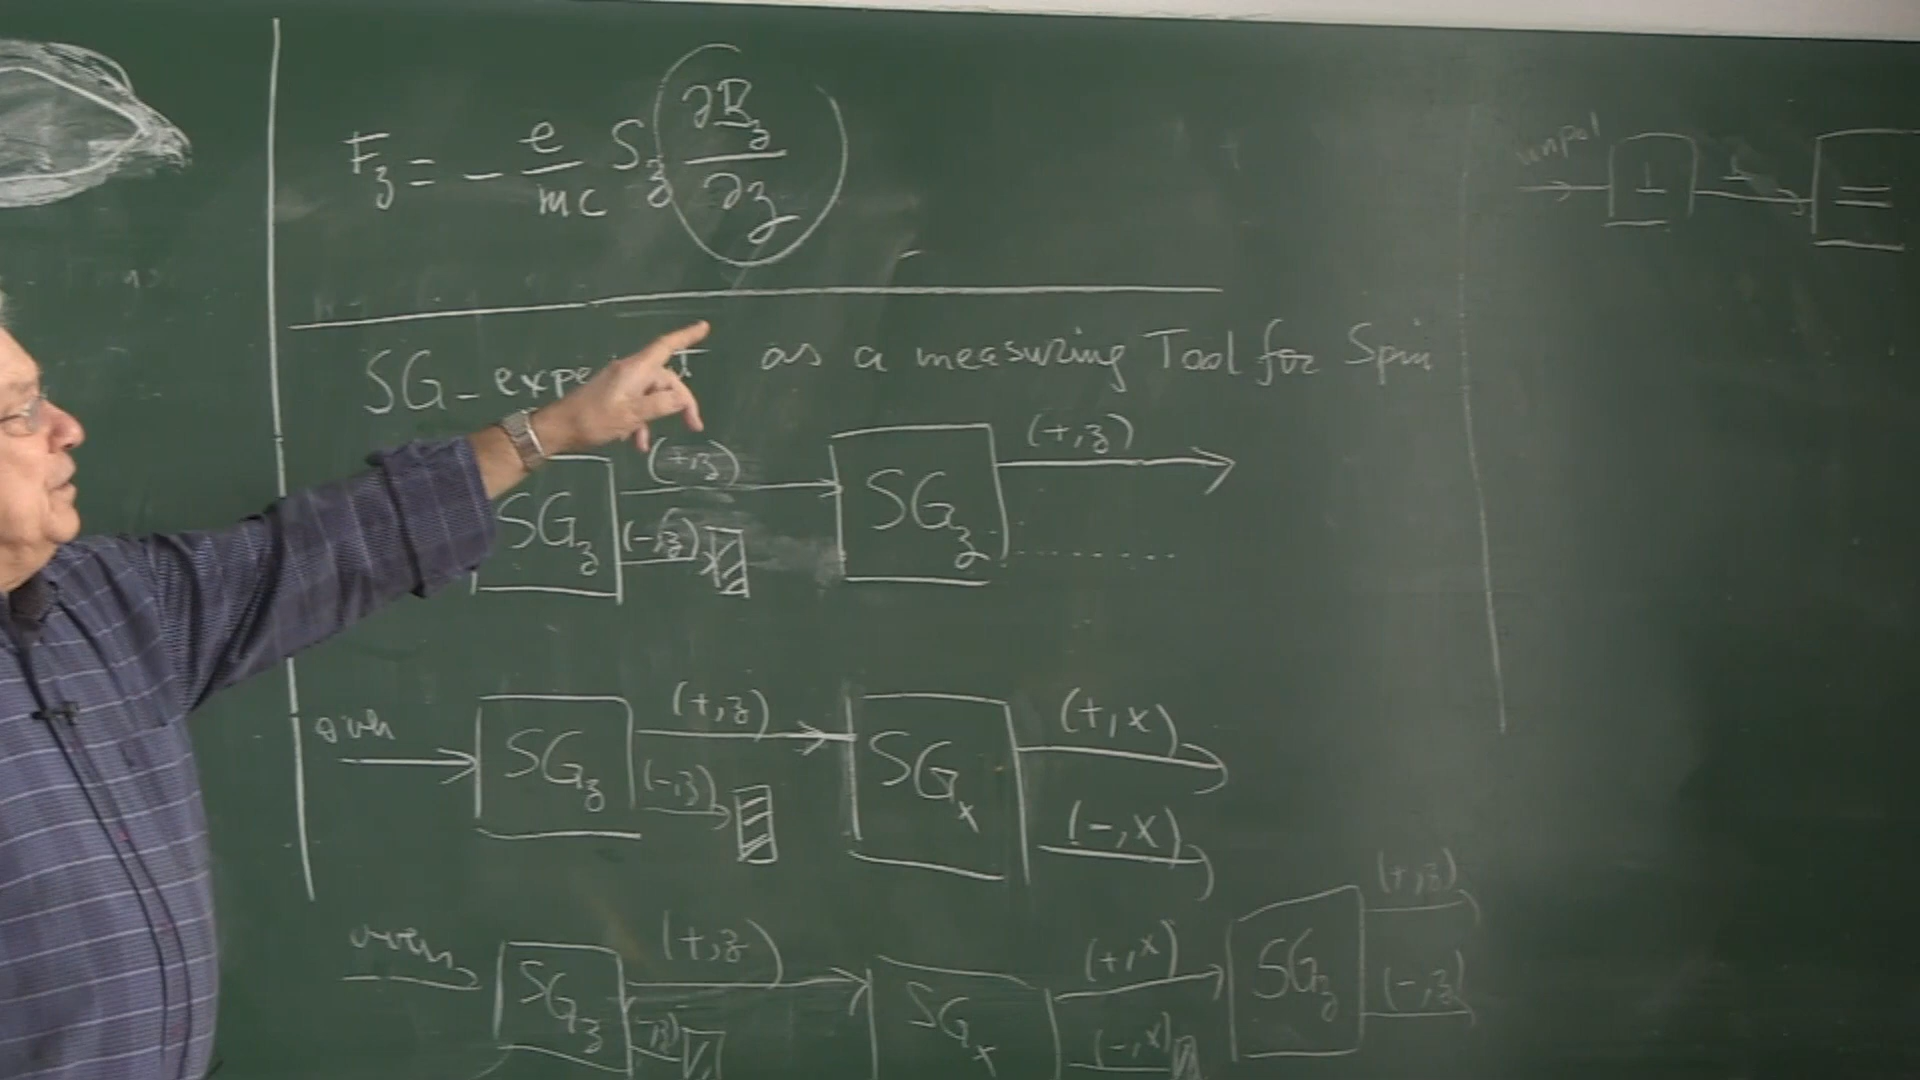 F_z = - e/mc S_z ∂B_z/∂z
unpol ⊥ ⊥ =
SG-expe t as a measuring Tool for Spin
SG_z (+,z) (-,z) SG_z (+,z)
oven SG_z (+,z) (-,z) SG_x (+,x) (-,x)
oven SG_z (+,z) (-,z) SG_x (+,x) (-,x) SG_z (+,z) (-,z)